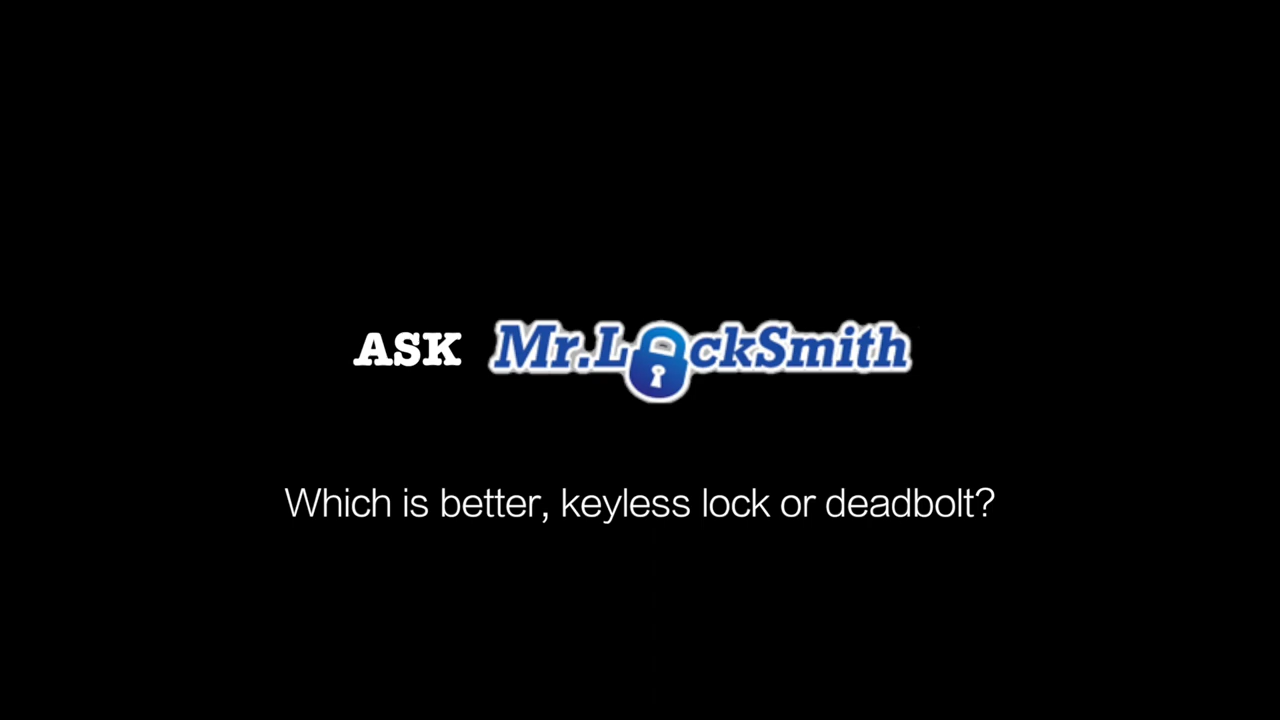 ASK Mr.LockSmith
Which is better, keyless lock or deadbolt?